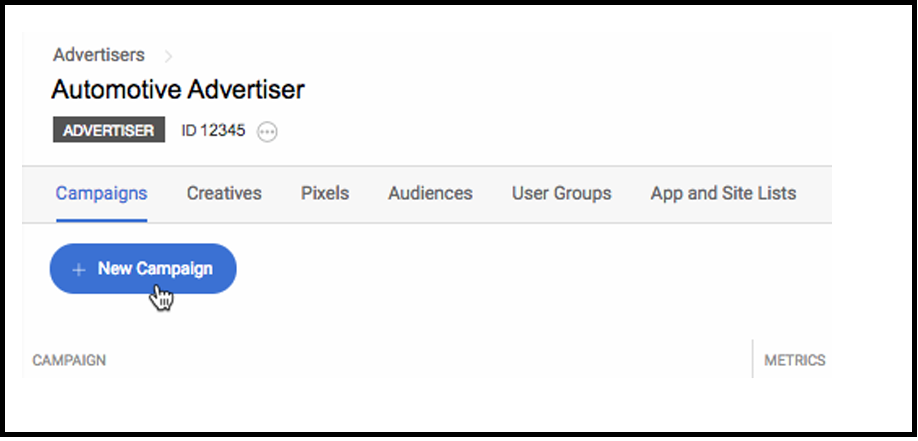 Advertisers
Automotive Advertiser
ADVERTISER ID 12345
Campaigns Creatives Pixels Audiences User Groups App and Site Lists
+ New Campaign
CAMPAIGN METRICS